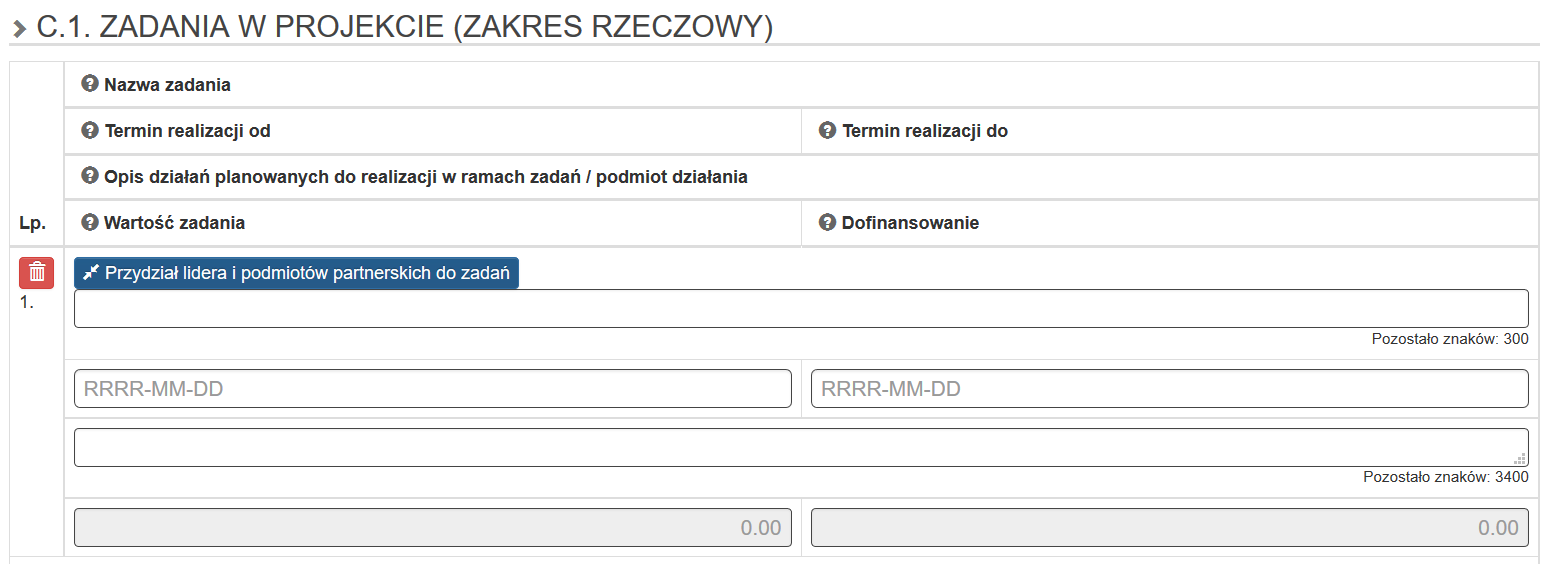 C.1. ZADANIA W PROJEKCIE (ZAKRES RZECZOWY)
Nazwa zadania
Termin realizacji od
Termin realizacji do
Opis działań planowanych do realizacji w ramach zadań / podmiot działania
Lp.
Wartość zadania
Dofinansowanie
Przydział lidera i podmiotów partnerskich do zadań
1.
Pozostało znaków: 300
RRRR-MM-DD
RRRR-MM-DD
Pozostało znaków: 3400
0.00
0.00